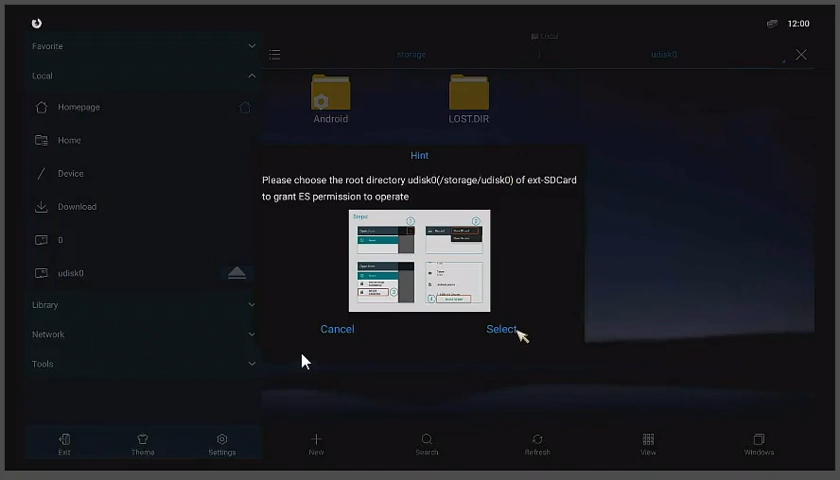 12:00
Favorite
Local
Homepage
Home
Device
Download
0
udisk0
Library
Network
Tools
Exit
Thema
Settings
Local
storage
udisk0
Android
LOST.DIR
Hint
Please choose the root directory udisk0(/storage/udisk0) of ext-SDCard
to grant ES permission to operate
Cancel
Select
New
Search
Refresh
View
Windows